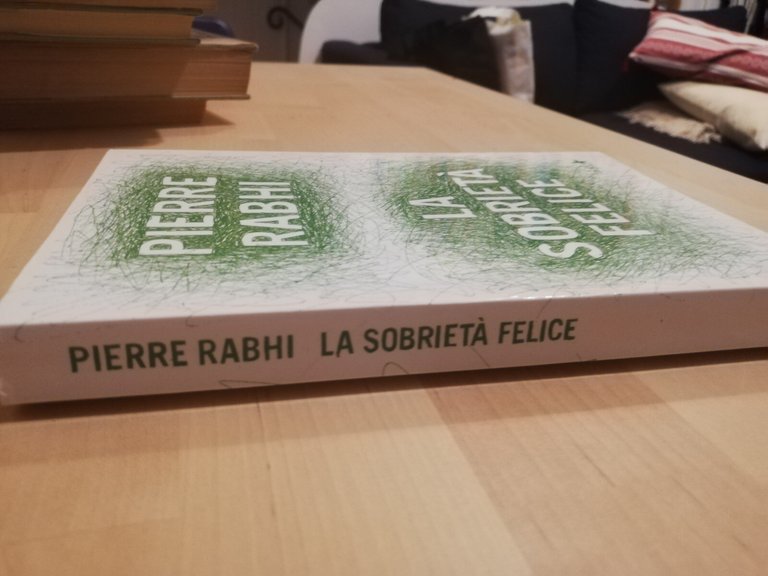 PIERRE
RABHI
LA
SOBRIETÀ
FELICE
PIERRE RABHI LA SOBRIETÀ FELICE